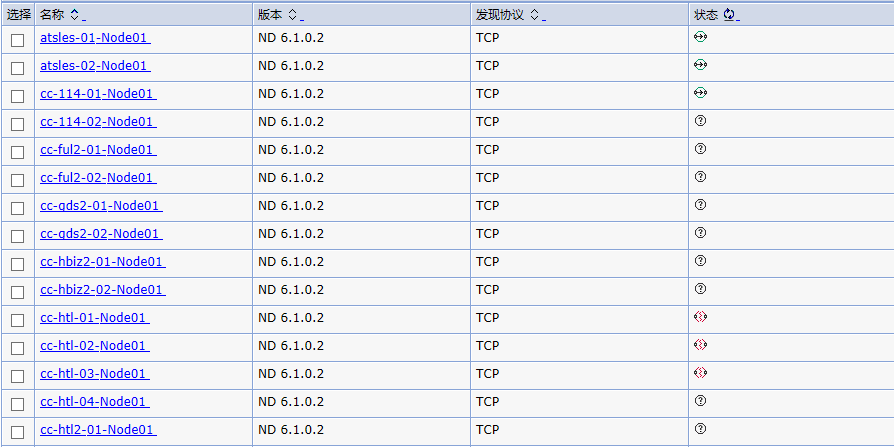 选择 名称 版本 发现协议 状态
atsles-01-Node01 ND 6.1.0.2 TCP
atsles-02-Node01 ND 6.1.0.2 TCP
cc-114-01-Node01 ND 6.1.0.2 TCP
cc-114-02-Node01 ND 6.1.0.2 TCP
cc-ful2-01-Node01 ND 6.1.0.2 TCP
cc-ful2-02-Node01 ND 6.1.0.2 TCP
cc-gds2-01-Node01 ND 6.1.0.2 TCP
cc-gds2-02-Node01 ND 6.1.0.2 TCP
cc-hbiz2-01-Node01 ND 6.1.0.2 TCP
cc-hbiz2-02-Node01 ND 6.1.0.2 TCP
cc-htl-01-Node01 ND 6.1.0.2 TCP
cc-htl-02-Node01 ND 6.1.0.2 TCP
cc-htl-03-Node01 ND 6.1.0.2 TCP
cc-htl-04-Node01 ND 6.1.0.2 TCP
cc-htl2-01-Node01 ND 6.1.0.2 TCP